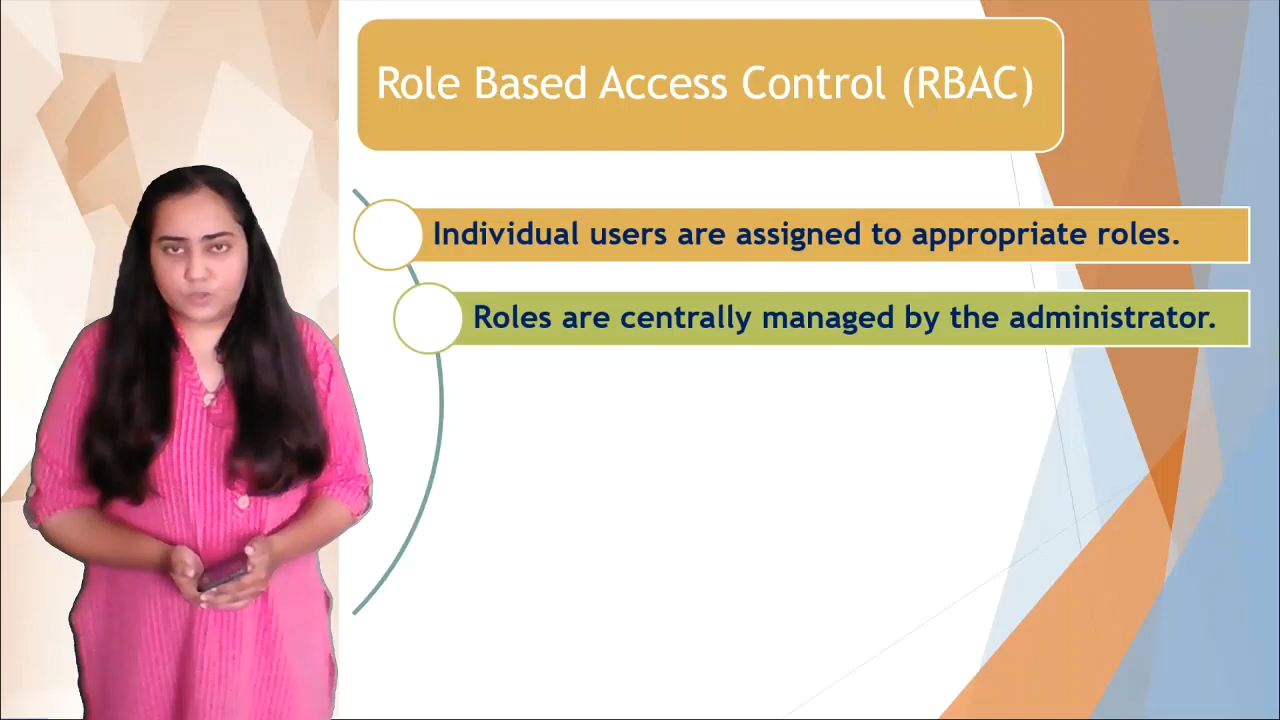 Role Based Access Control (RBAC)
Individual users are assigned to appropriate roles.
Roles are centrally managed by the administrator.